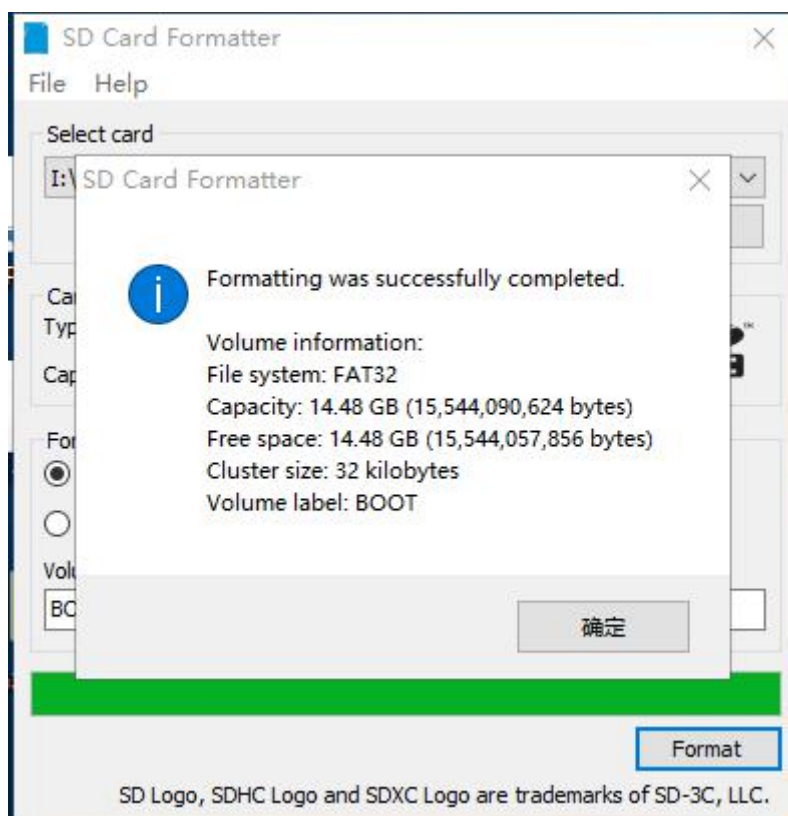 SD Card Formatter
File Help
Select card
I:\
SD Card Formatter
Formatting was successfully completed.
Volume information:
File system: FAT32
Capacity: 14.48 GB (15,544,090,624 bytes)
Free space: 14.48 GB (15,544,057,856 bytes)
Cluster size: 32 kilobytes
Volume label: BOOT
确定
Format
SD Logo, SDHC Logo and SDXC Logo are trademarks of SD-3C, LLC.